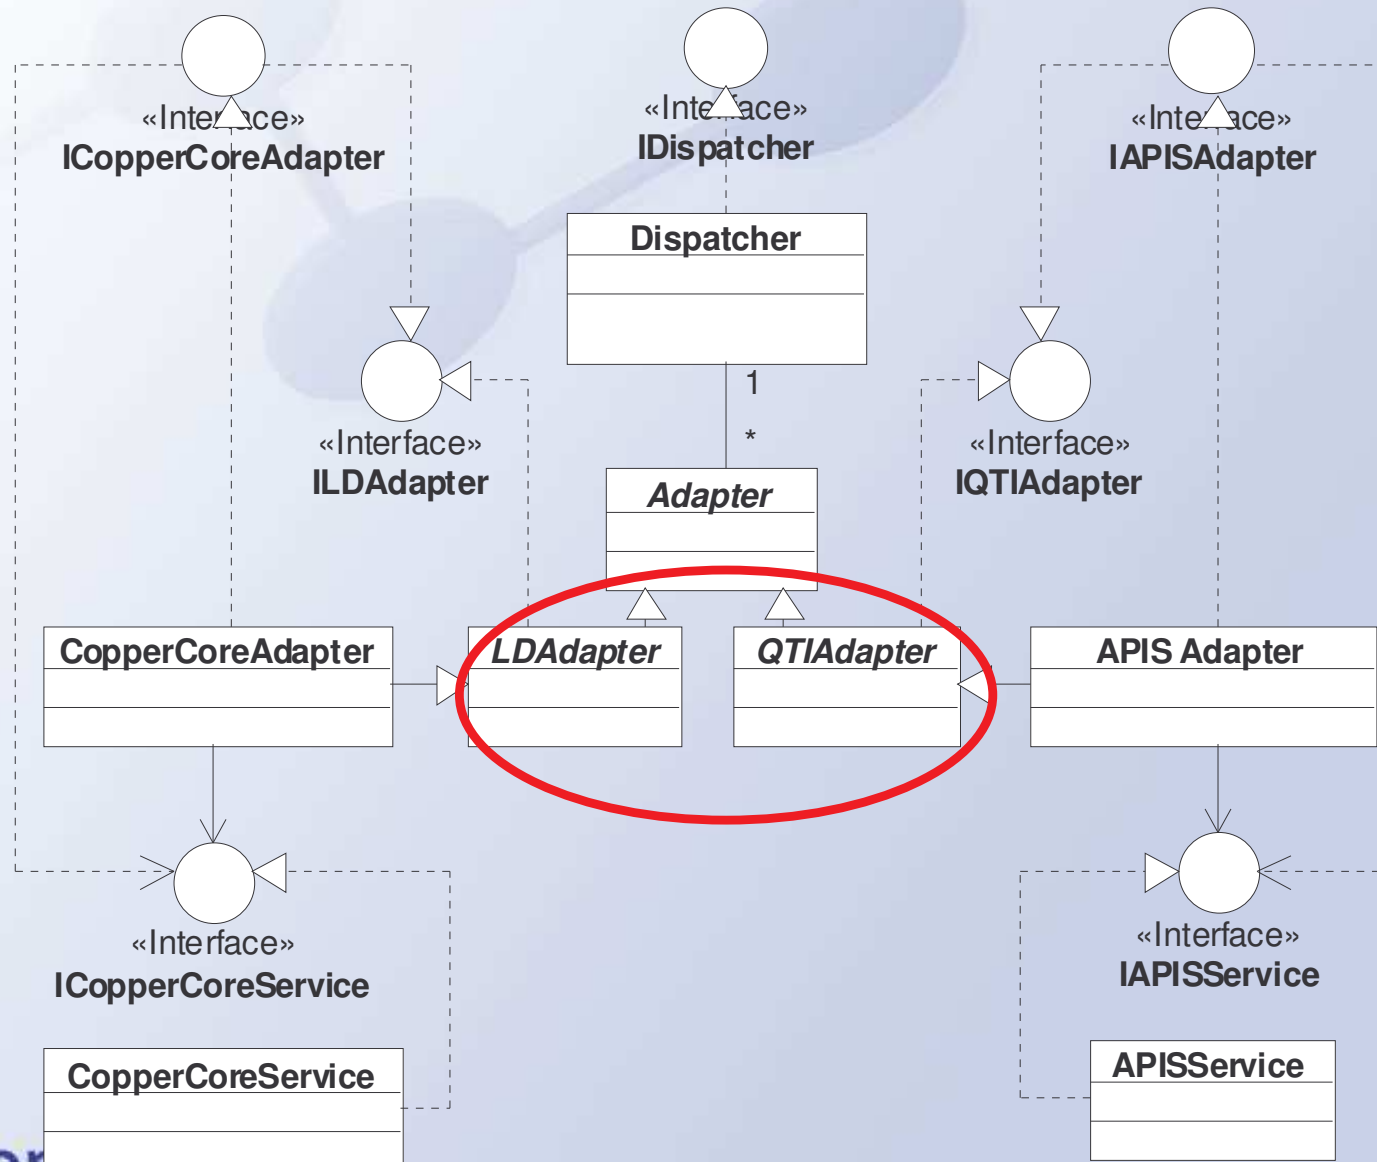 «Interface»
ICopperCoreAdapter
«Interface»
IDispatcher
«Interface»
IAPISAdapter
Dispatcher
1
*
«Interface»
ILDAdapter
«Interface»
IQTIAdapter
Adapter
CopperCoreAdapter
LDAdapter
QTIAdapter
APIS Adapter
«Interface»
ICopperCoreService
«Interface»
IAPISService
CopperCoreService
APISService